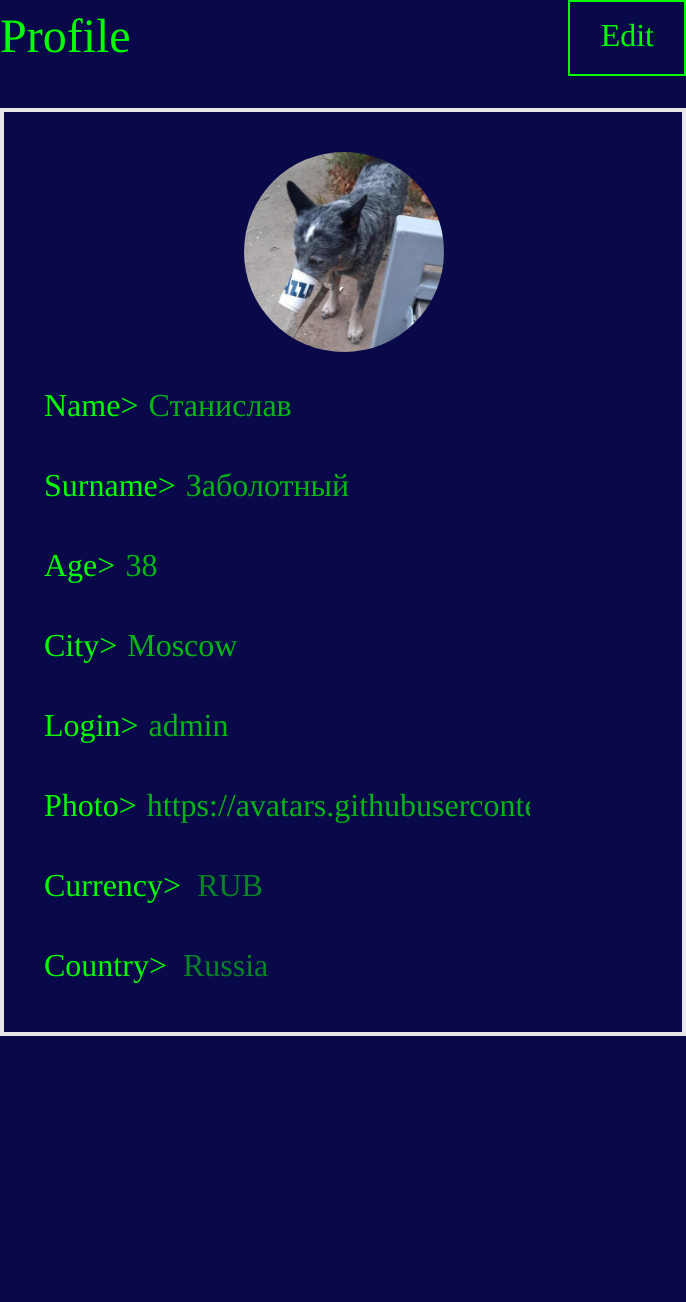 Profile
Edit
Name> Станислав
Surname> Заболотный
Age> 38
City> Moscow
Login> admin
Photo> https://avatars.githubuserconte
Currency> RUB
Country> Russia